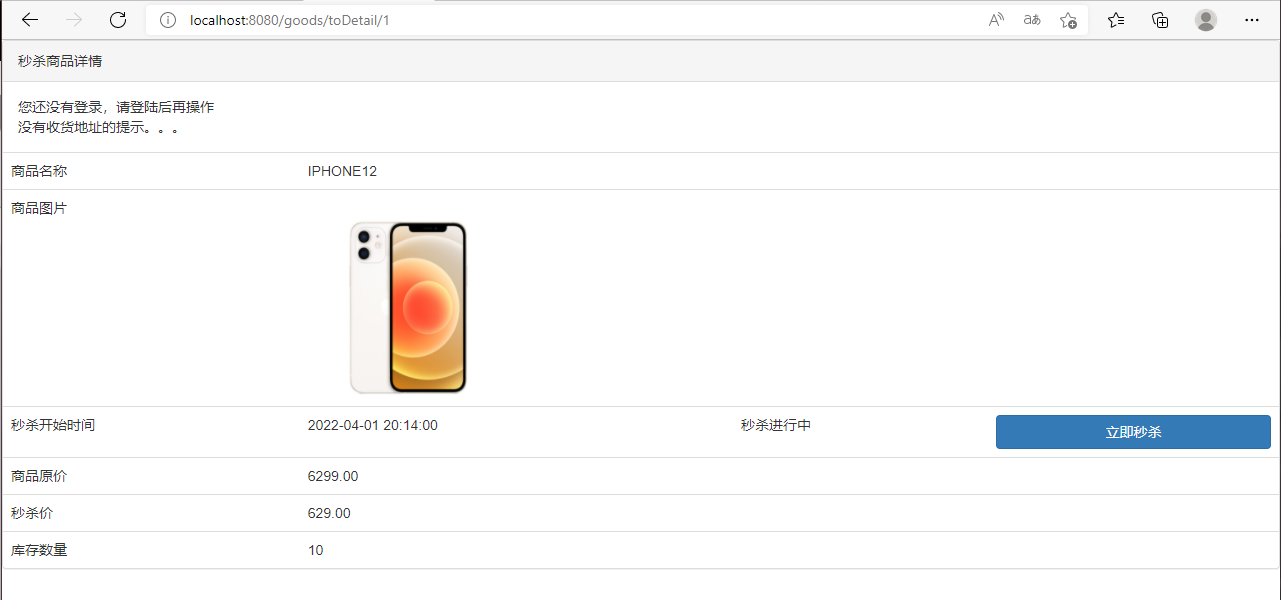 localhost:8080/goods/toDetail/1
秒杀商品详情
您还没有登录，请登陆后再操作
没有收货地址的提示。。。
商品名称 IPHONE12
商品图片
秒杀开始时间 2022-04-01 20:14:00 秒杀进行中 立即秒杀
商品原价 6299.00
秒杀价 629.00
库存数量 10